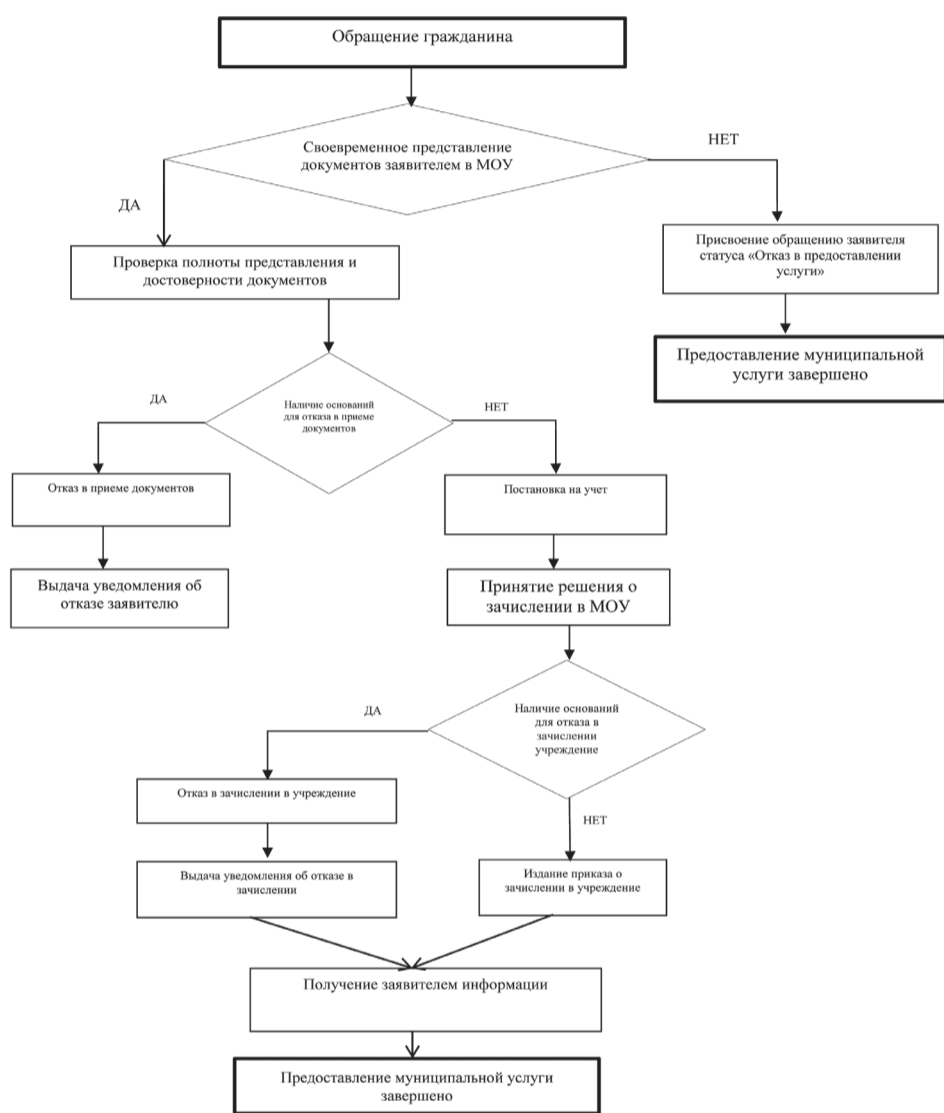 Обращение гражданина
Своевременное представление
документов заявителем в МОУ
НЕТ
ДА
Проверка полноты представления и
достоверности документов
Присвоение обращению заявителя
статуса «Отказ в предоставлении
услуги»
Предоставление муниципальной
услуги завершено
ДА
Наличие оснований
для отказа в приеме
документов
НЕТ
Отказ в приеме документов
Постановка на учет
Выдача уведомления об
отказе заявителю
Принятие решения о
зачислении в МОУ
ДА
Наличие оснований
для отказа в
зачислении
учреждение
Отказ в зачислении в учреждение
НЕТ
Выдача уведомления об отказе в
зачислении
Издание приказа о
зачислении в учреждение
Получение заявителем информации
Предоставление муниципальной услуги
завершено